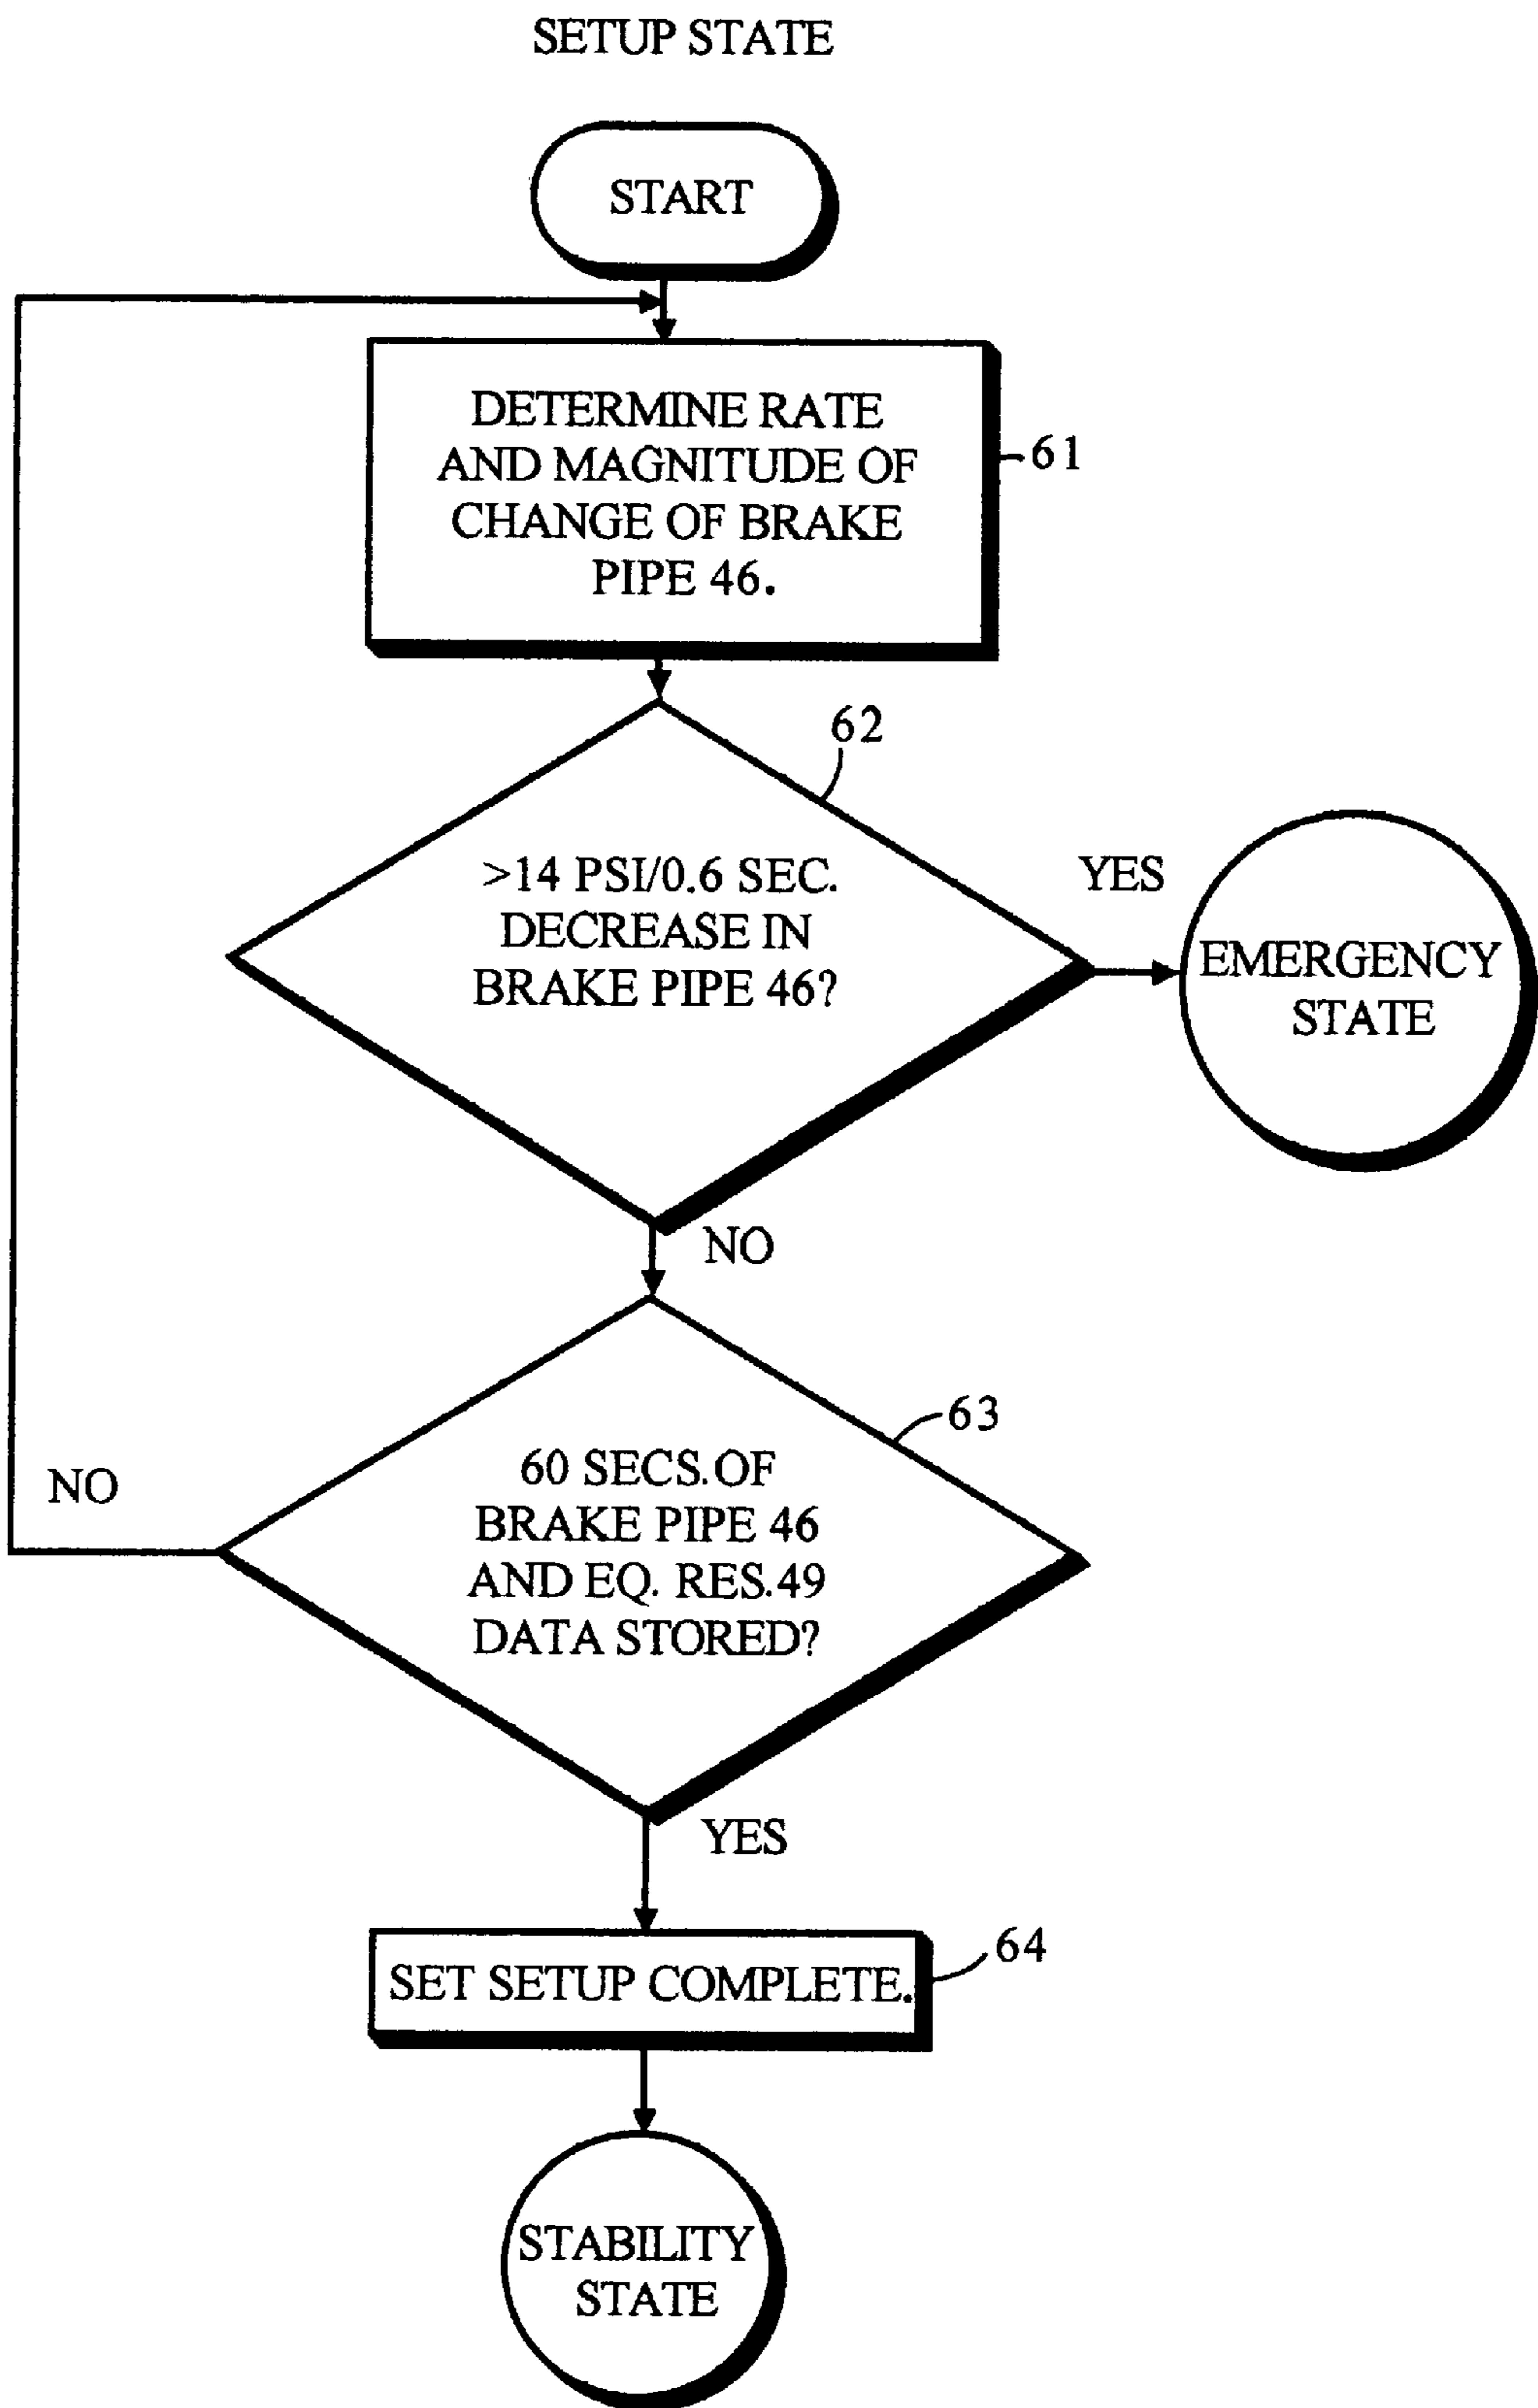 SETUP STATE
START
DETERMINE RATE
AND MAGNITUDE OF
CHANGE OF BRAKE
PIPE 46.
61
62
>14 PSI/0.6 SEC.
DECREASE IN
BRAKE PIPE 46?
YES
EMERGENCY
STATE
NO
63
60 SECS. OF
BRAKE PIPE 46
AND EQ. RES.49
DATA STORED?
NO
YES
64
SET SETUP COMPLETE.
STABILITY
STATE